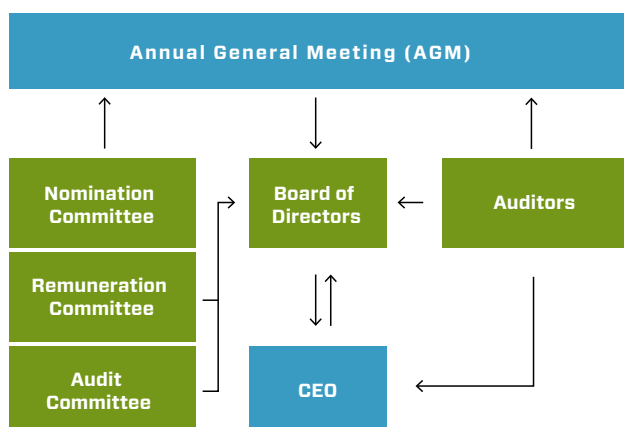 Annual General Meeting (AGM)
Nomination
Committee
Board of
Directors
Auditors
Remuneration
Committee
Audit
Committee
CEO